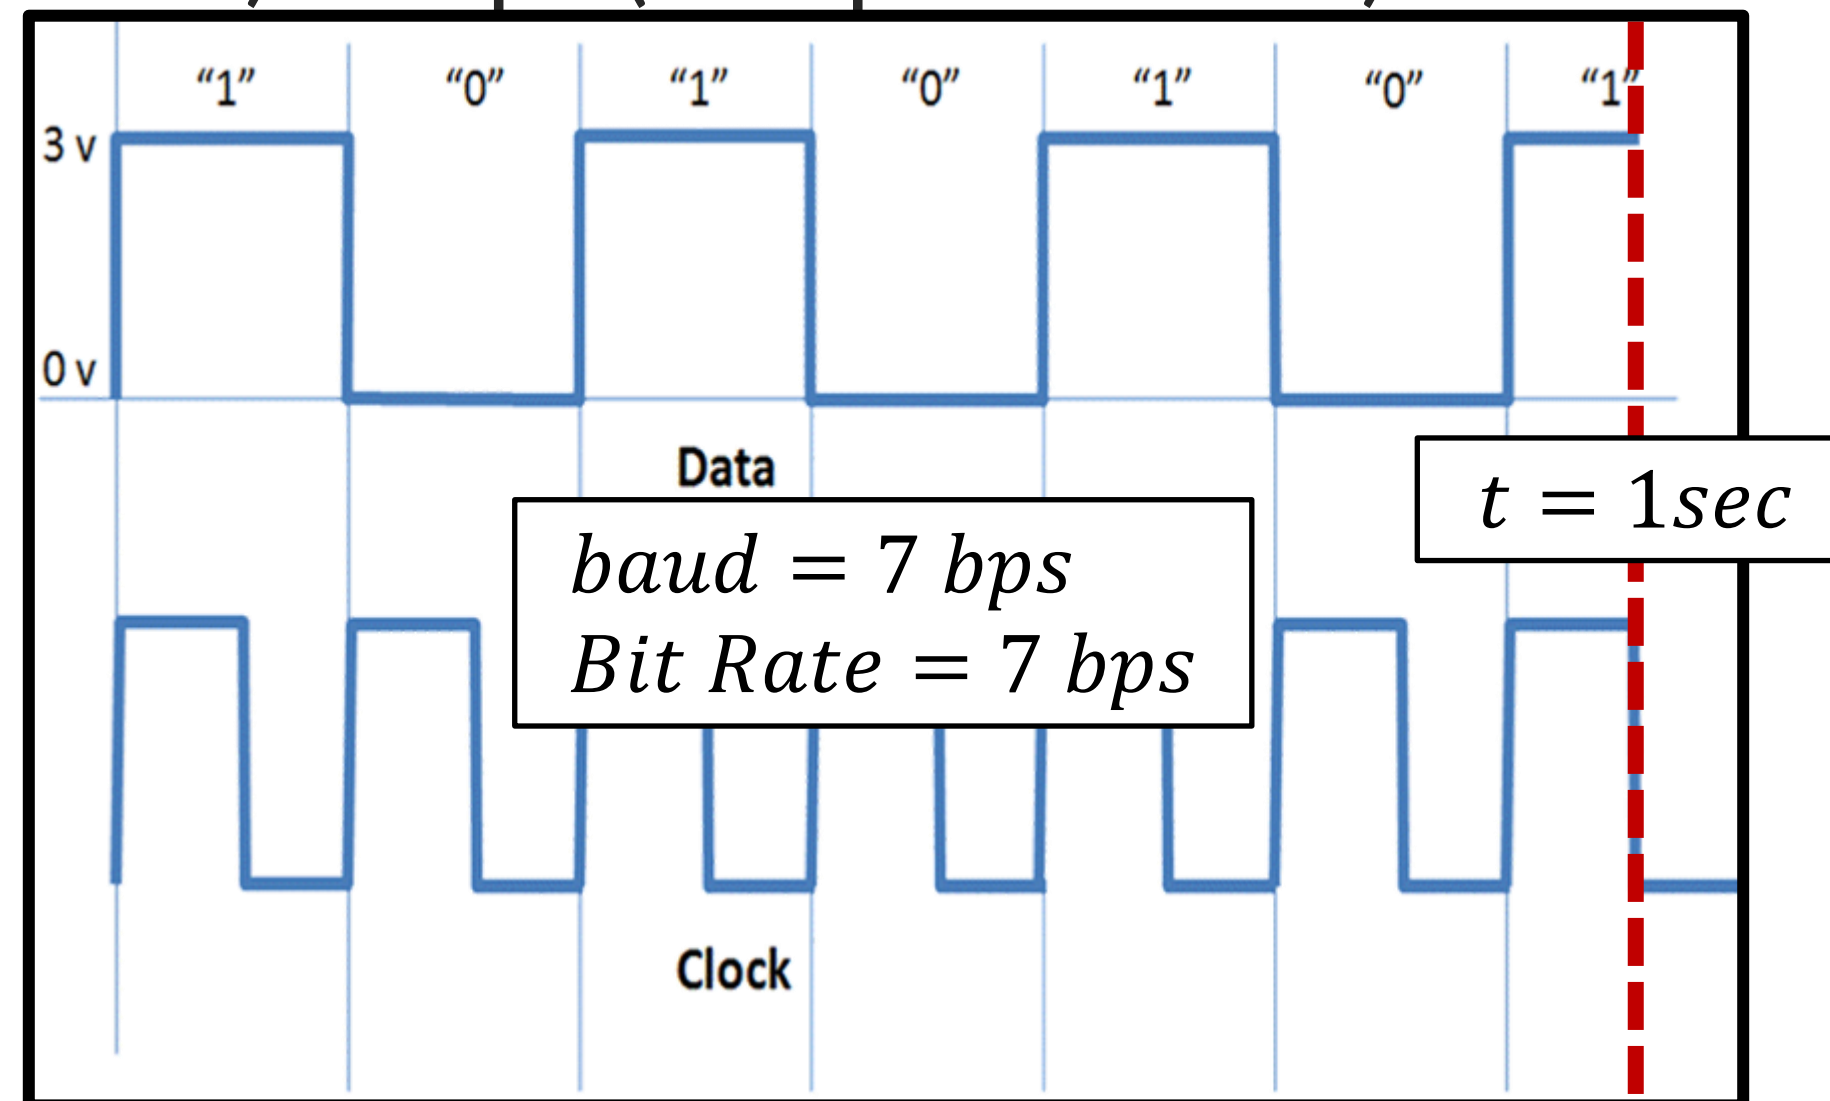 “1” “0” “1” “0” “1” “0” “1”
3 v
0 v
Data
t = 1sec
baud = 7 bps
Bit Rate = 7 bps
Clock